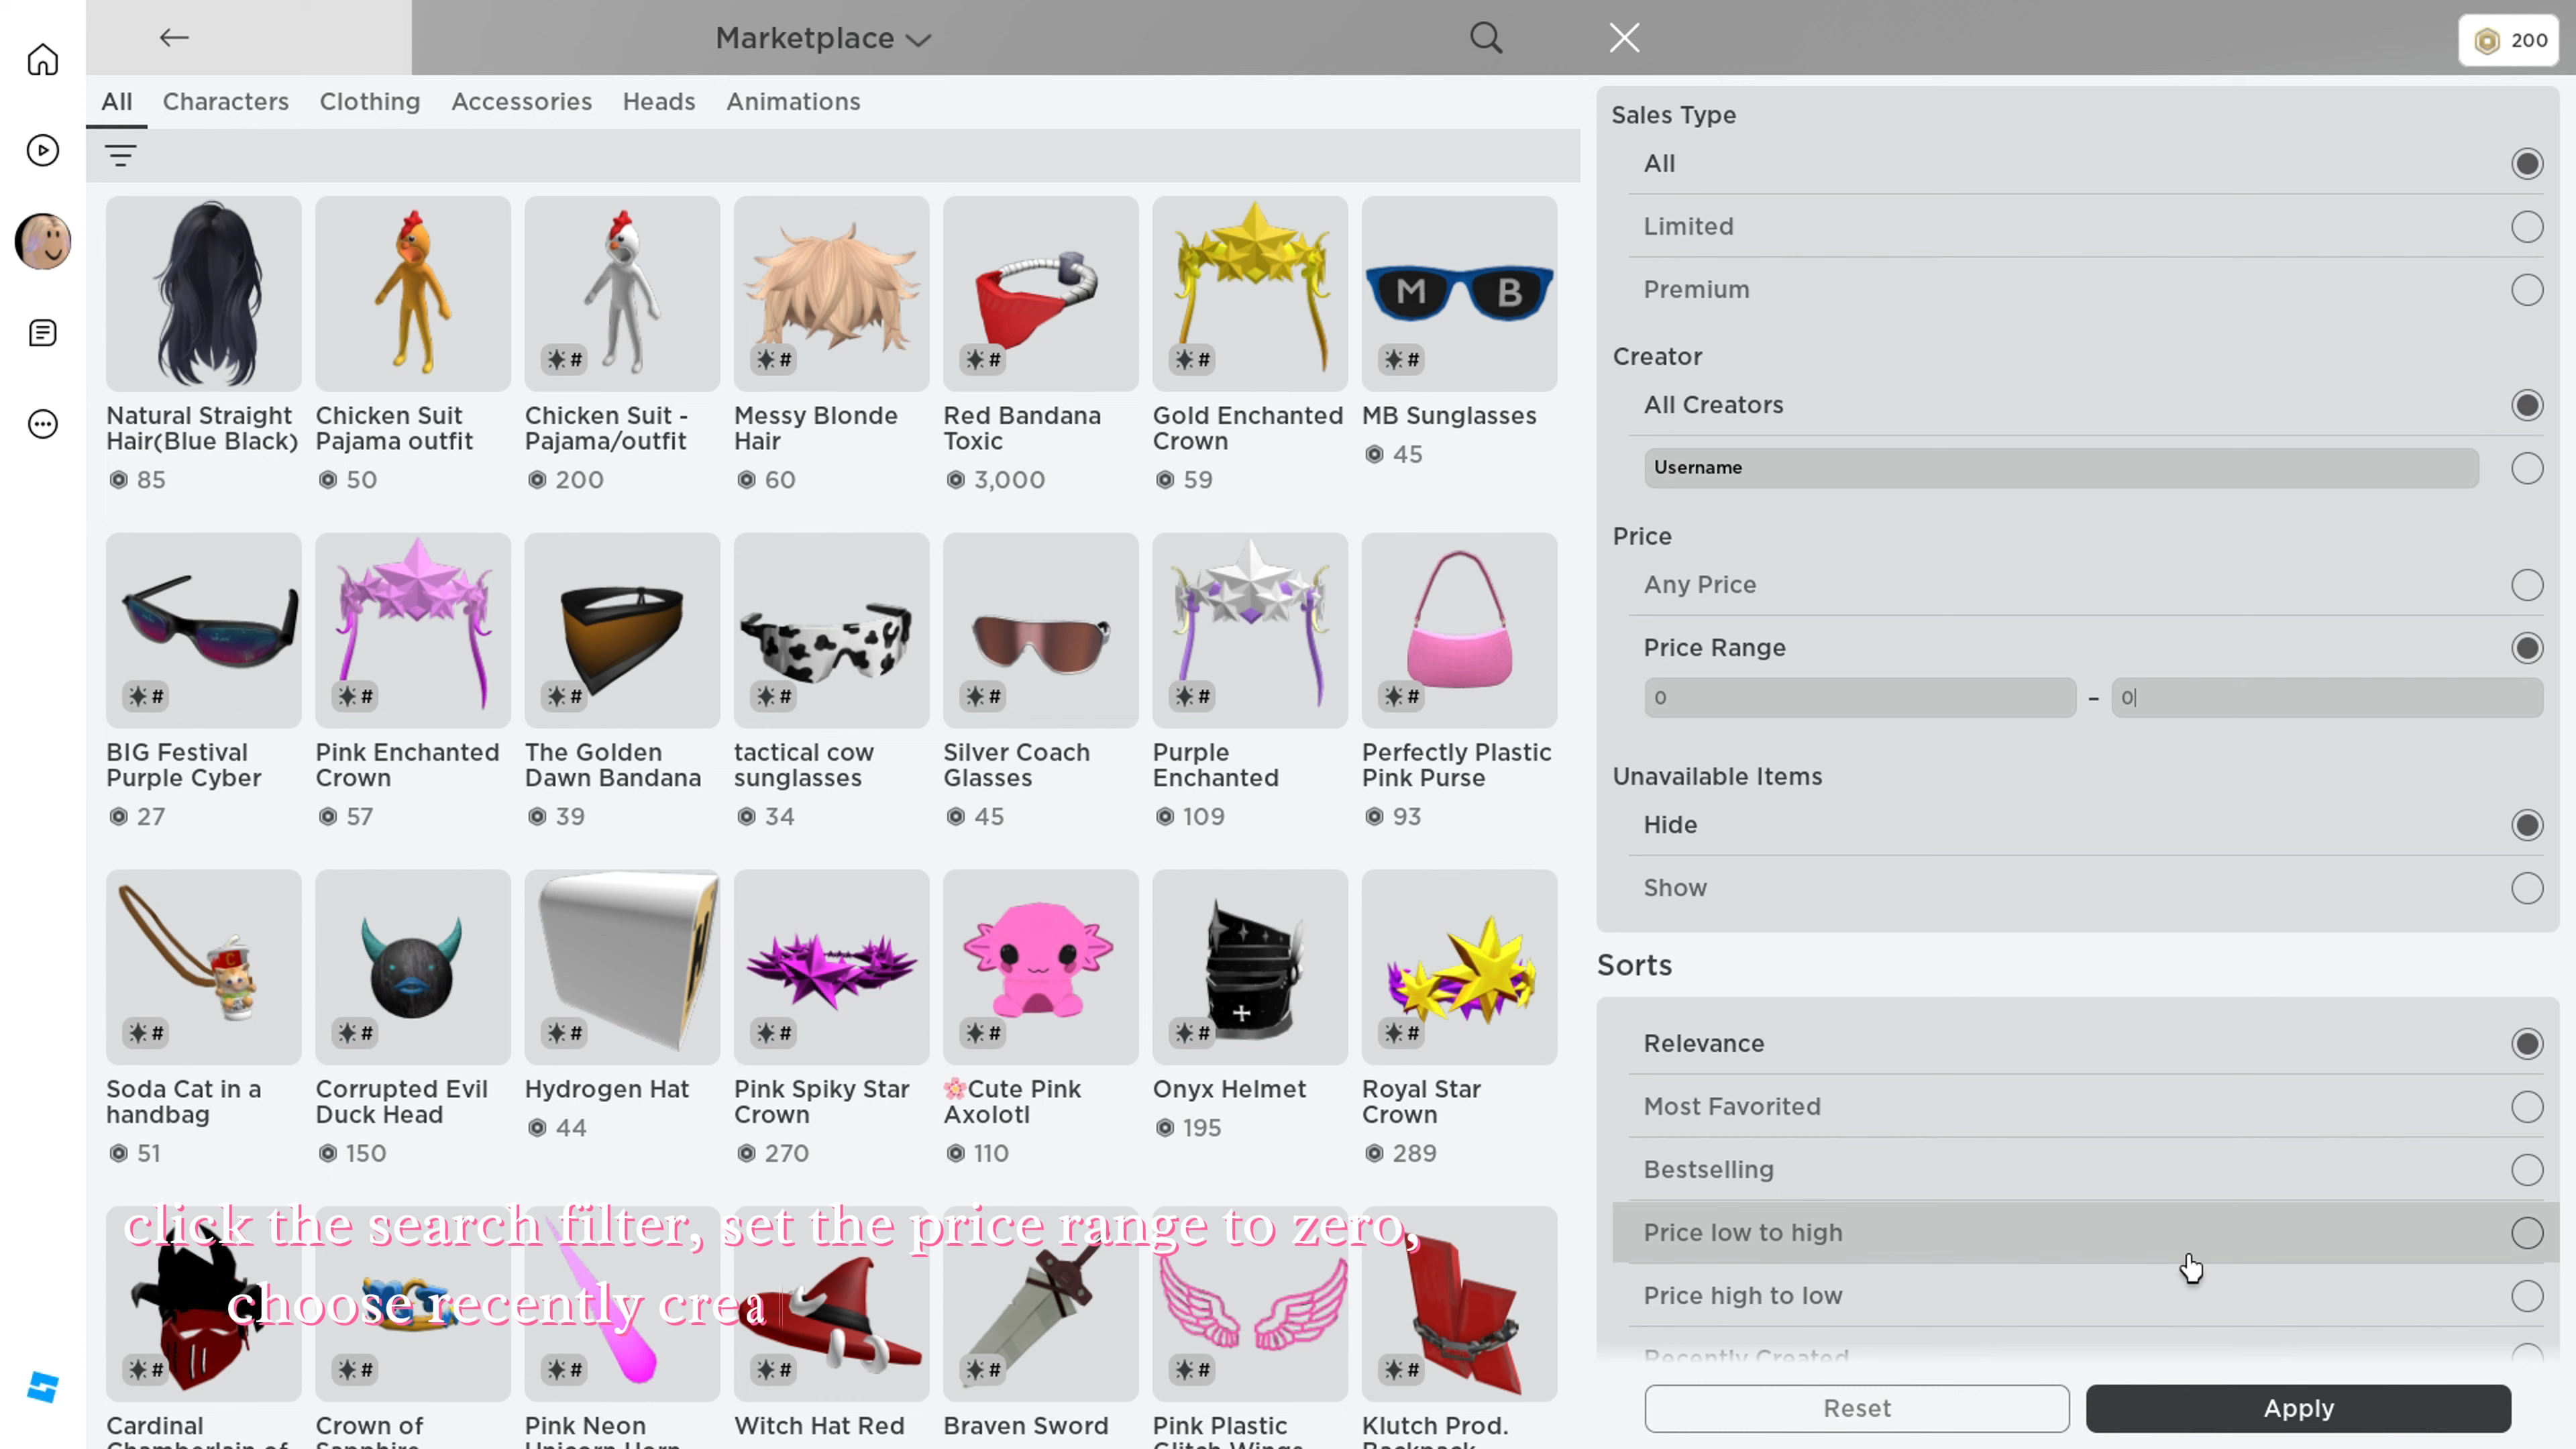 Marketplace
200
All Characters Clothing Accessories Heads Animations
Natural Straight
Hair(Blue Black)
85
Chicken Suit
Pajama outfit
50
#
Chicken Suit -
Pajama/outfit
200
#
Messy Blonde
Hair
60
#
Red Bandana
Toxic
3,000
#
Gold Enchanted
Crown
59
M B
#
MB Sunglasses
45
#
BIG Festival
Purple Cyber
27
#
Pink Enchanted
Crown
57
#
The Golden
Dawn Bandana
39
#
tactical cow
sunglasses
34
#
Silver Coach
Glasses
45
#
Purple
Enchanted
109
#
Perfectly Plastic
Pink Purse
93
C
#
Soda Cat in a
handbag
51
#
Corrupted Evil
Duck Head
150
#
Hydrogen Hat
44
#
Pink Spiky Star
Crown
270
#
🌸Cute Pink
Axolotl
110
#
Onyx Helmet
195
#
Royal Star
Crown
289
click the search filter, set the price range to zero,
choose recently crea
#
Cardinal
Chamberlain of
#
Crown of
Sapphire
#
Pink Neon
Unicorn Horn
#
Witch Hat Red
#
Braven Sword
#
Pink Plastic
Glitch Wings
#
Klutch Prod.
Backpack
Sales Type
All
Limited
Premium
Creator
All Creators
Username
Price
Any Price
Price Range
0 – 0
Unavailable Items
Hide
Show
Sorts
Relevance
Most Favorited
Bestselling
Price low to high
Price high to low
Recently Created
Reset Apply